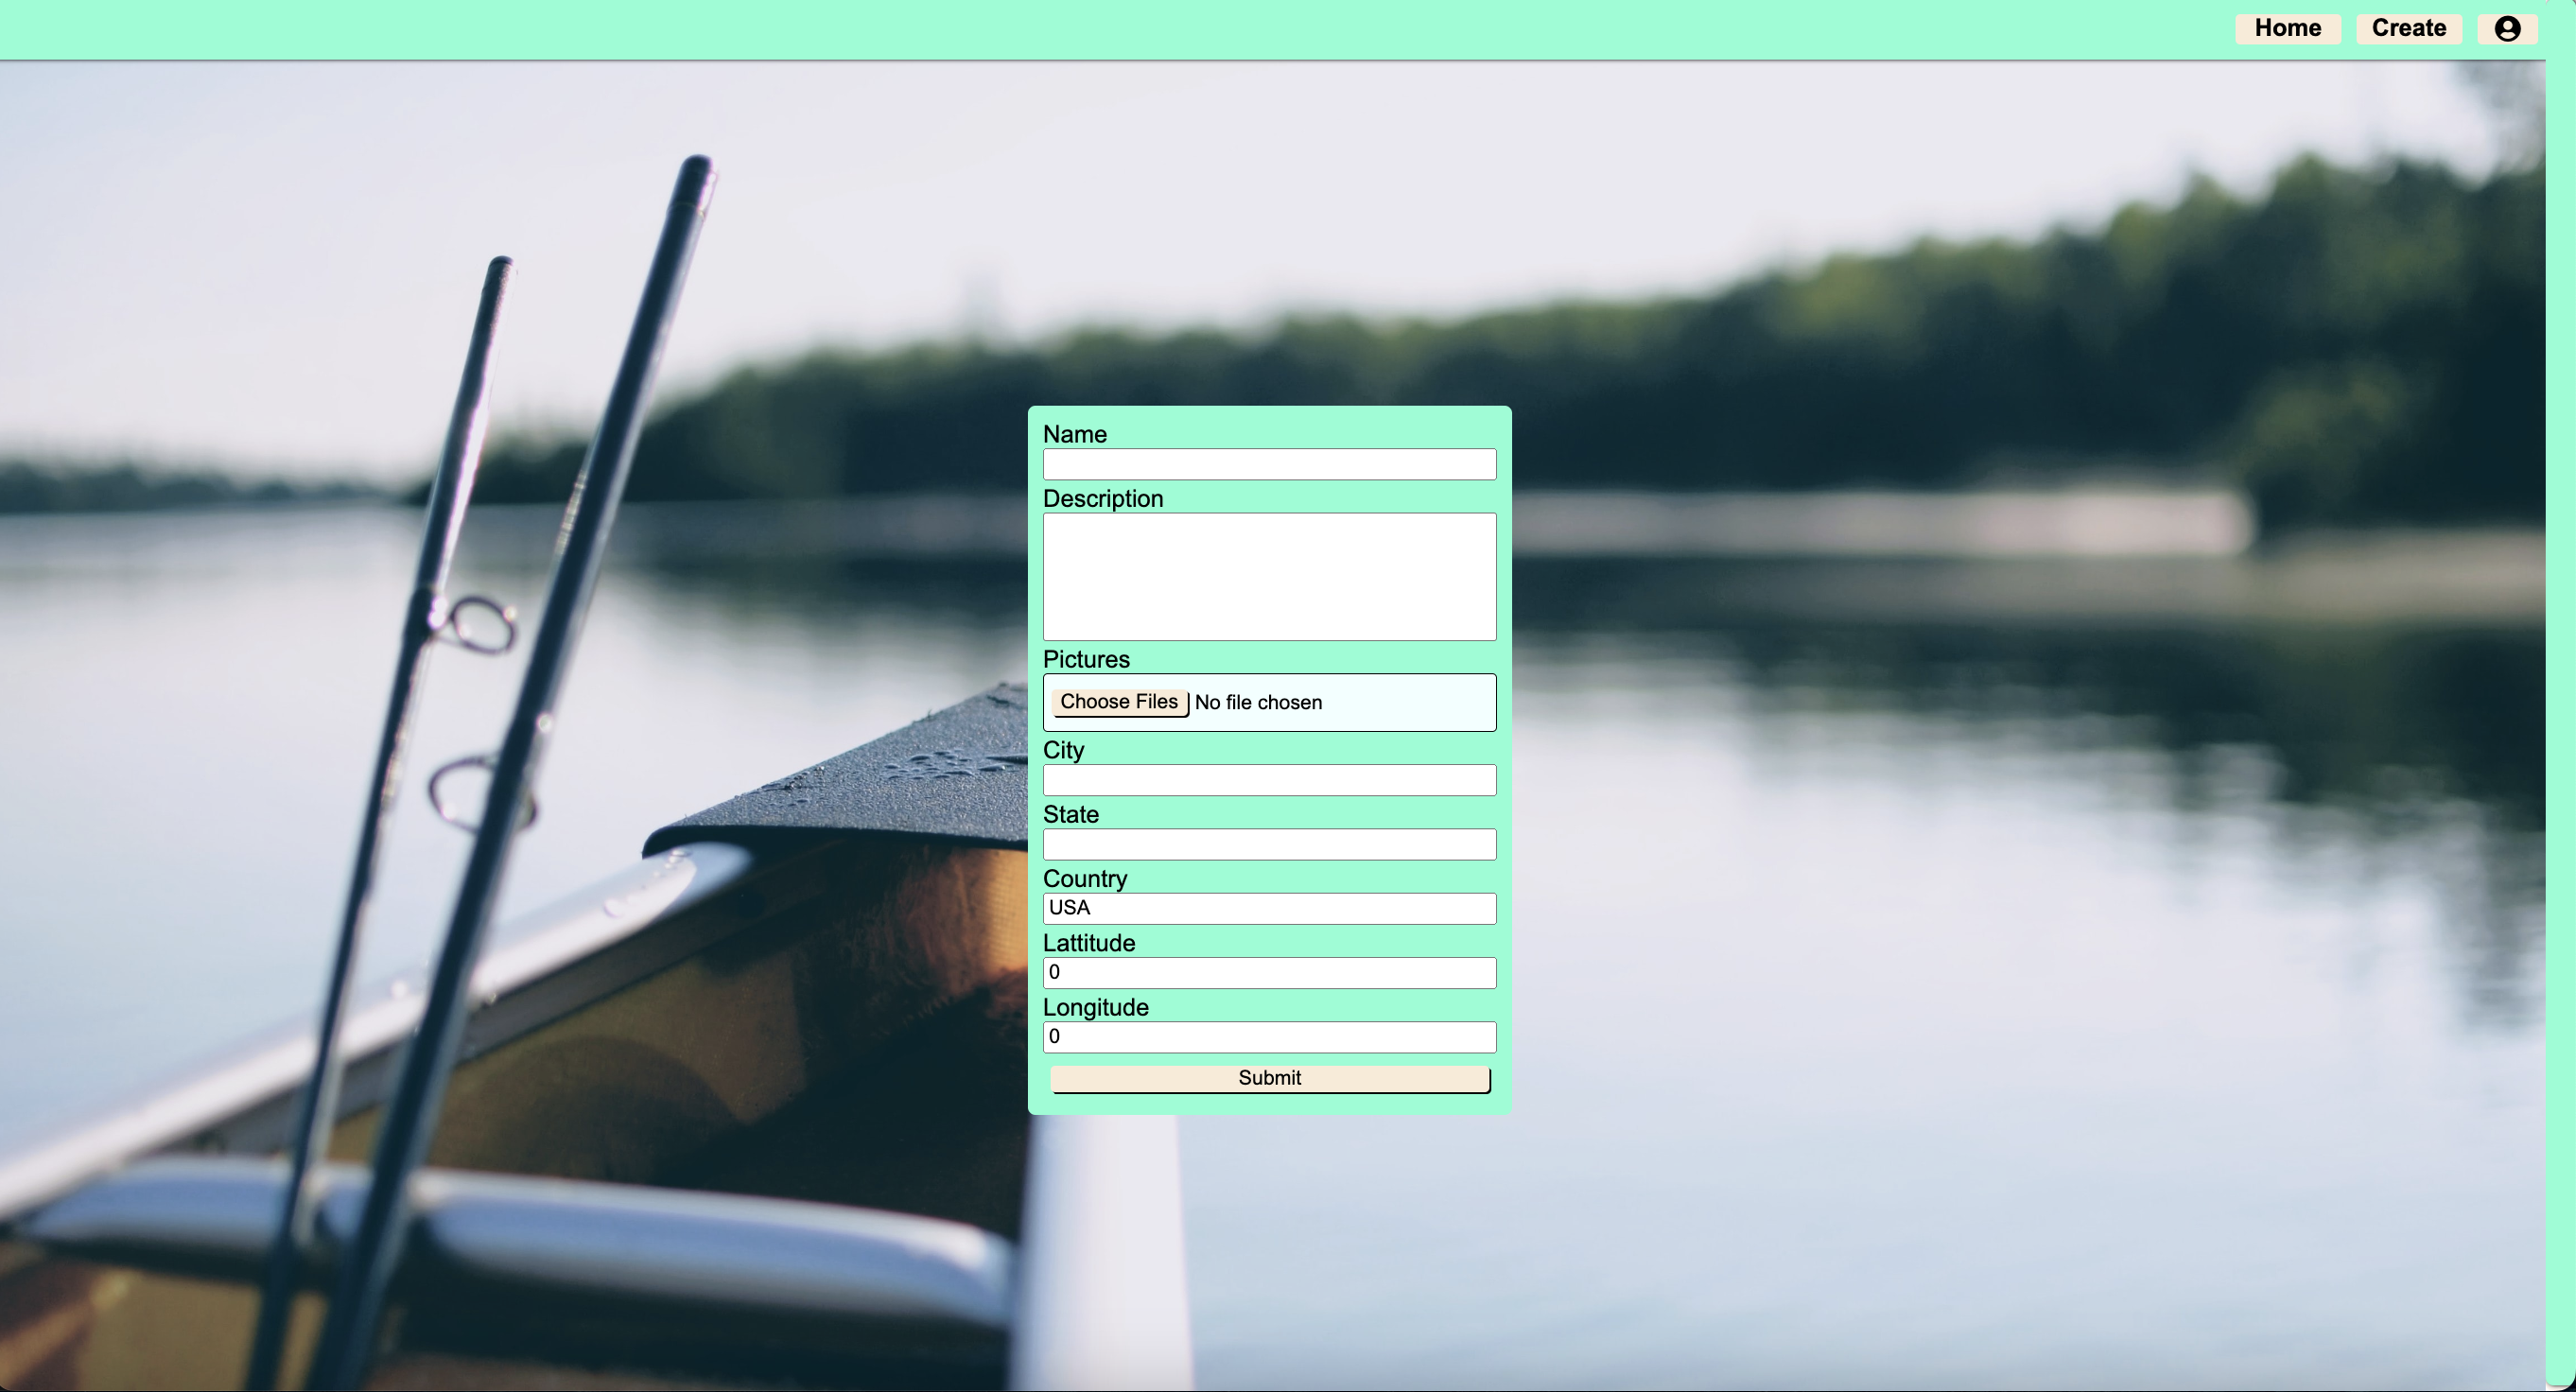 Home Create
Name
Description
Pictures
Choose Files No file chosen
City
State
Country
USA
Lattitude
0
Longitude
0
Submit